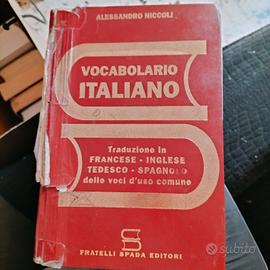 ALESSANDRO NICCOLI
VOCABOLARIO
ITALIANO
Traduzione in
FRANCESE - INGLESE
TEDESCO - SPAGNOLO
delle voci d'uso comune
FRATELLI SPADA EDITORI
subito